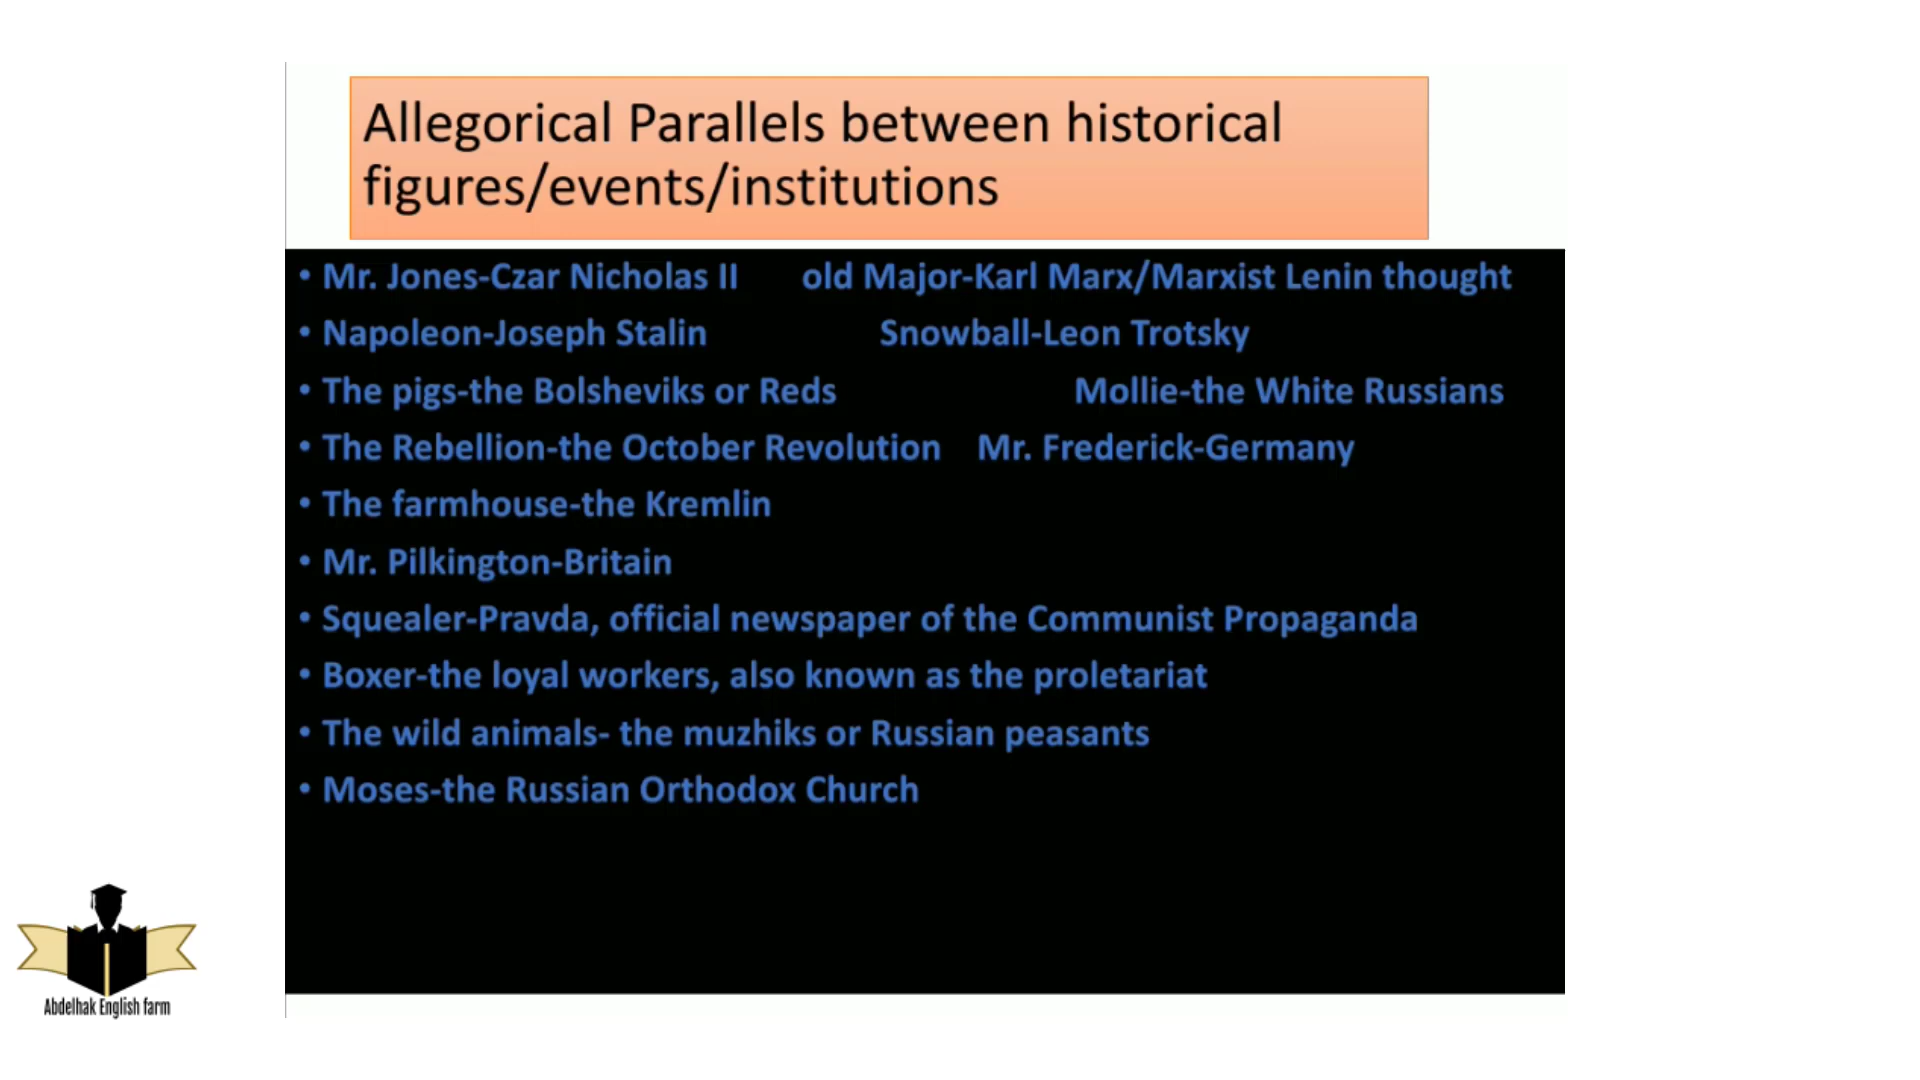 Allegorical Parallels between historical
figures/events/institutions
• Mr. Jones-Czar Nicholas II old Major-Karl Marx/Marxist Lenin thought
• Napoleon-Joseph Stalin Snowball-Leon Trotsky
• The pigs-the Bolsheviks or Reds Mollie-the White Russians
• The Rebellion-the October Revolution Mr. Frederick-Germany
• The farmhouse-the Kremlin
• Mr. Pilkington-Britain
• Squealer-Pravda, official newspaper of the Communist Propaganda
• Boxer-the loyal workers, also known as the proletariat
• The wild animals- the muzhiks or Russian peasants
• Moses-the Russian Orthodox Church
Abdelhak English farm